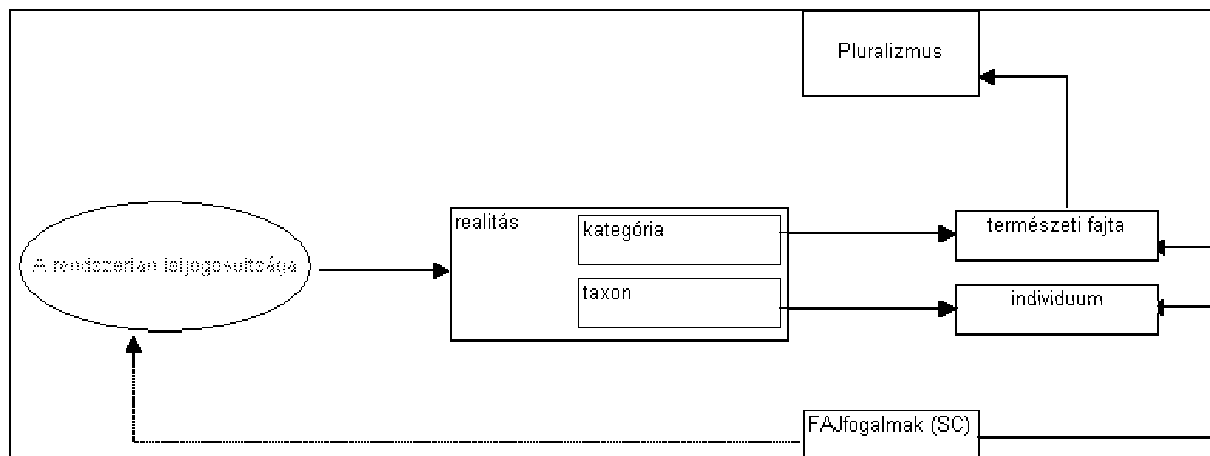 Pluralizmus
realitás
kategória
természeti fajta
A
taxon
individuum
FAJfogalmak (SC)